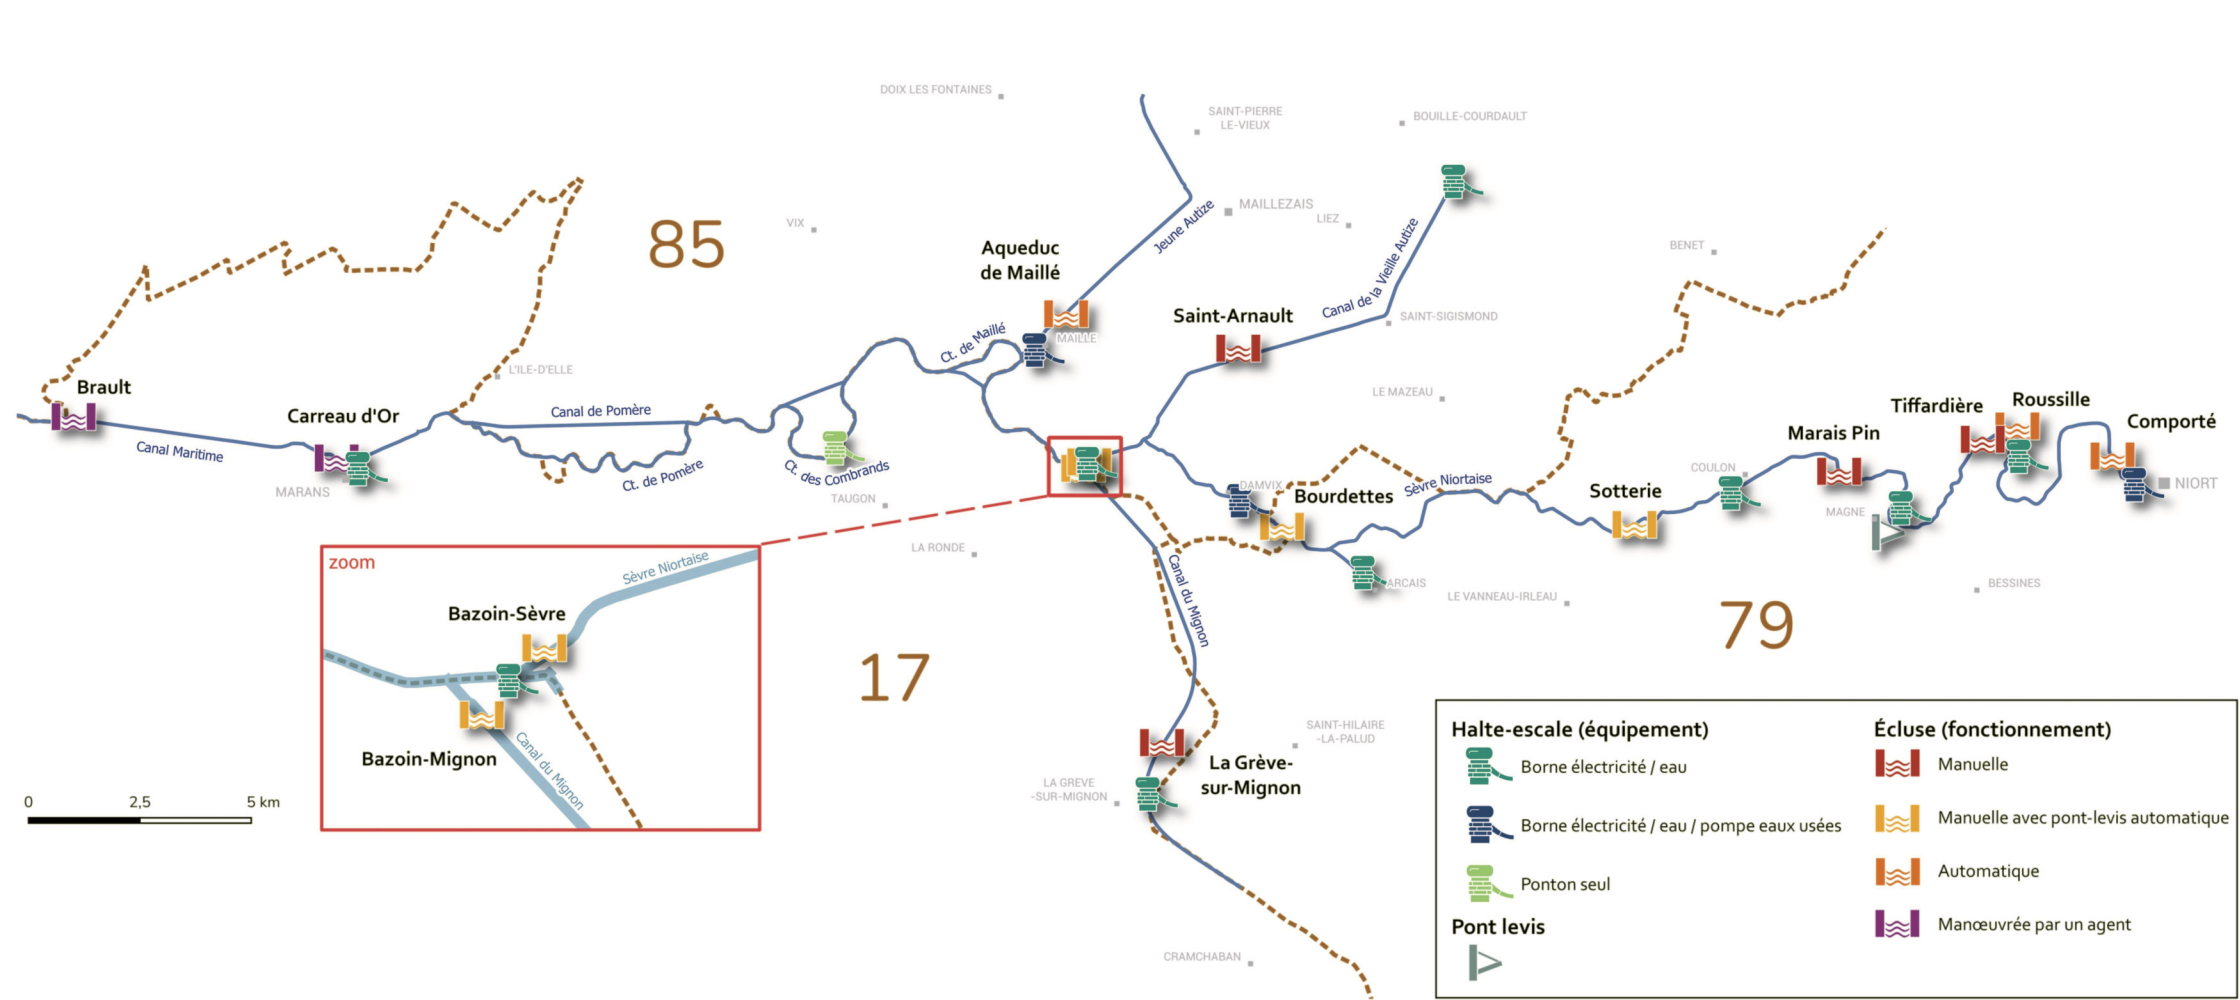 DOIX LES FONTAINES
SAINT-PIERRE
LE-VIEUX
BOUILLE-COURDAULT
85
VIX
MAILLEZAIS
LIEZ
Jeune Autize
Canal de la Vieille Autize
BENET
Aqueduc
de Maillé
MAILLE
Ct. de Maillé
Saint-Arnault
SAINT-SIGISMOND
L'ILE-D'ELLE
Brault
Carreau d'Or
Canal Maritime
MARANS
Canal de Pomère
Ct. de Pomère
Ct. des Combrands
TAUGON
LE MAZEAU
DAMVIX
Bourdettes
Sèvre Niortaise
Sotterie
COULON
Marais Pin
MAGNE
Tiffardière
Roussille
Comporté
NIORT
LA RONDE
ARCAIS
LE VANNEAU-IRLEAU
BESSINES
79
17
Canal du Mignon
SAINT-HILAIRE
-LA-PALUD
La Grève-
sur-Mignon
LA GREVE
-SUR-MIGNON
CRAMCHABAN
zoom
Sèvre Niortaise
Bazoin-Sèvre
Bazoin-Mignon
Canal du Mignon
0 2,5 5 km
Halte-escale (équipement)
Borne électricité / eau
Borne électricité / eau / pompe eaux usées
Ponton seul
Pont levis
Écluse (fonctionnement)
Manuelle
Manuelle avec pont-levis automatique
Automatique
Manœuvrée par un agent